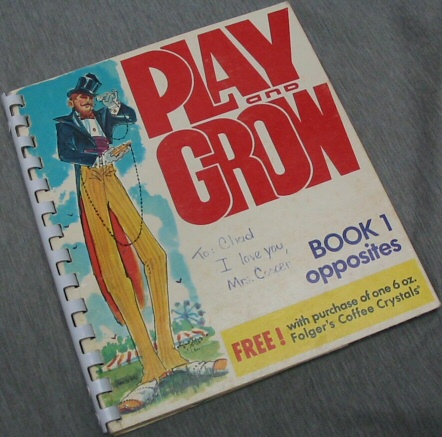 PLAY
and
GROW
To: Chad
I love you,
Mrs.
BOOK 1
opposites
FREE! with purchase of one 6 oz.
Folger's Coffee Crystals